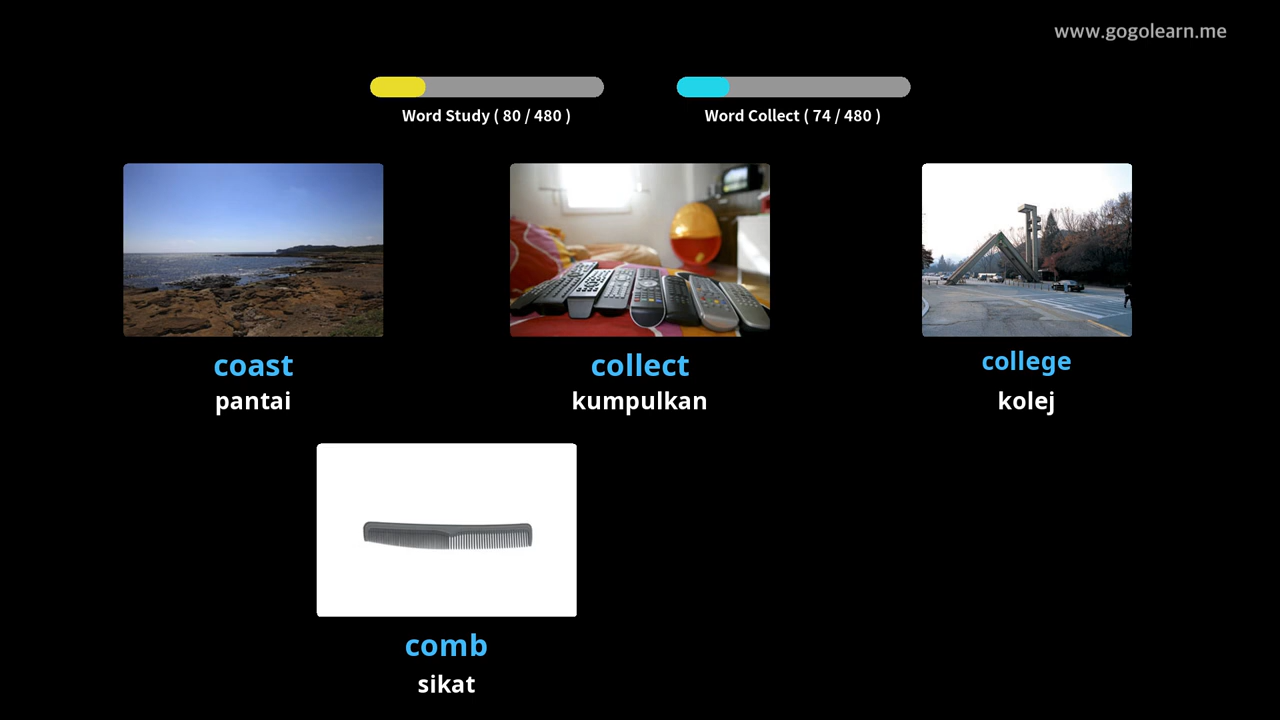 www.gogolearn.me
Word Study ( 80 / 480 )
Word Collect ( 74 / 480 )
coast
pantai
collect
kumpulkan
college
kolej
comb
sikat